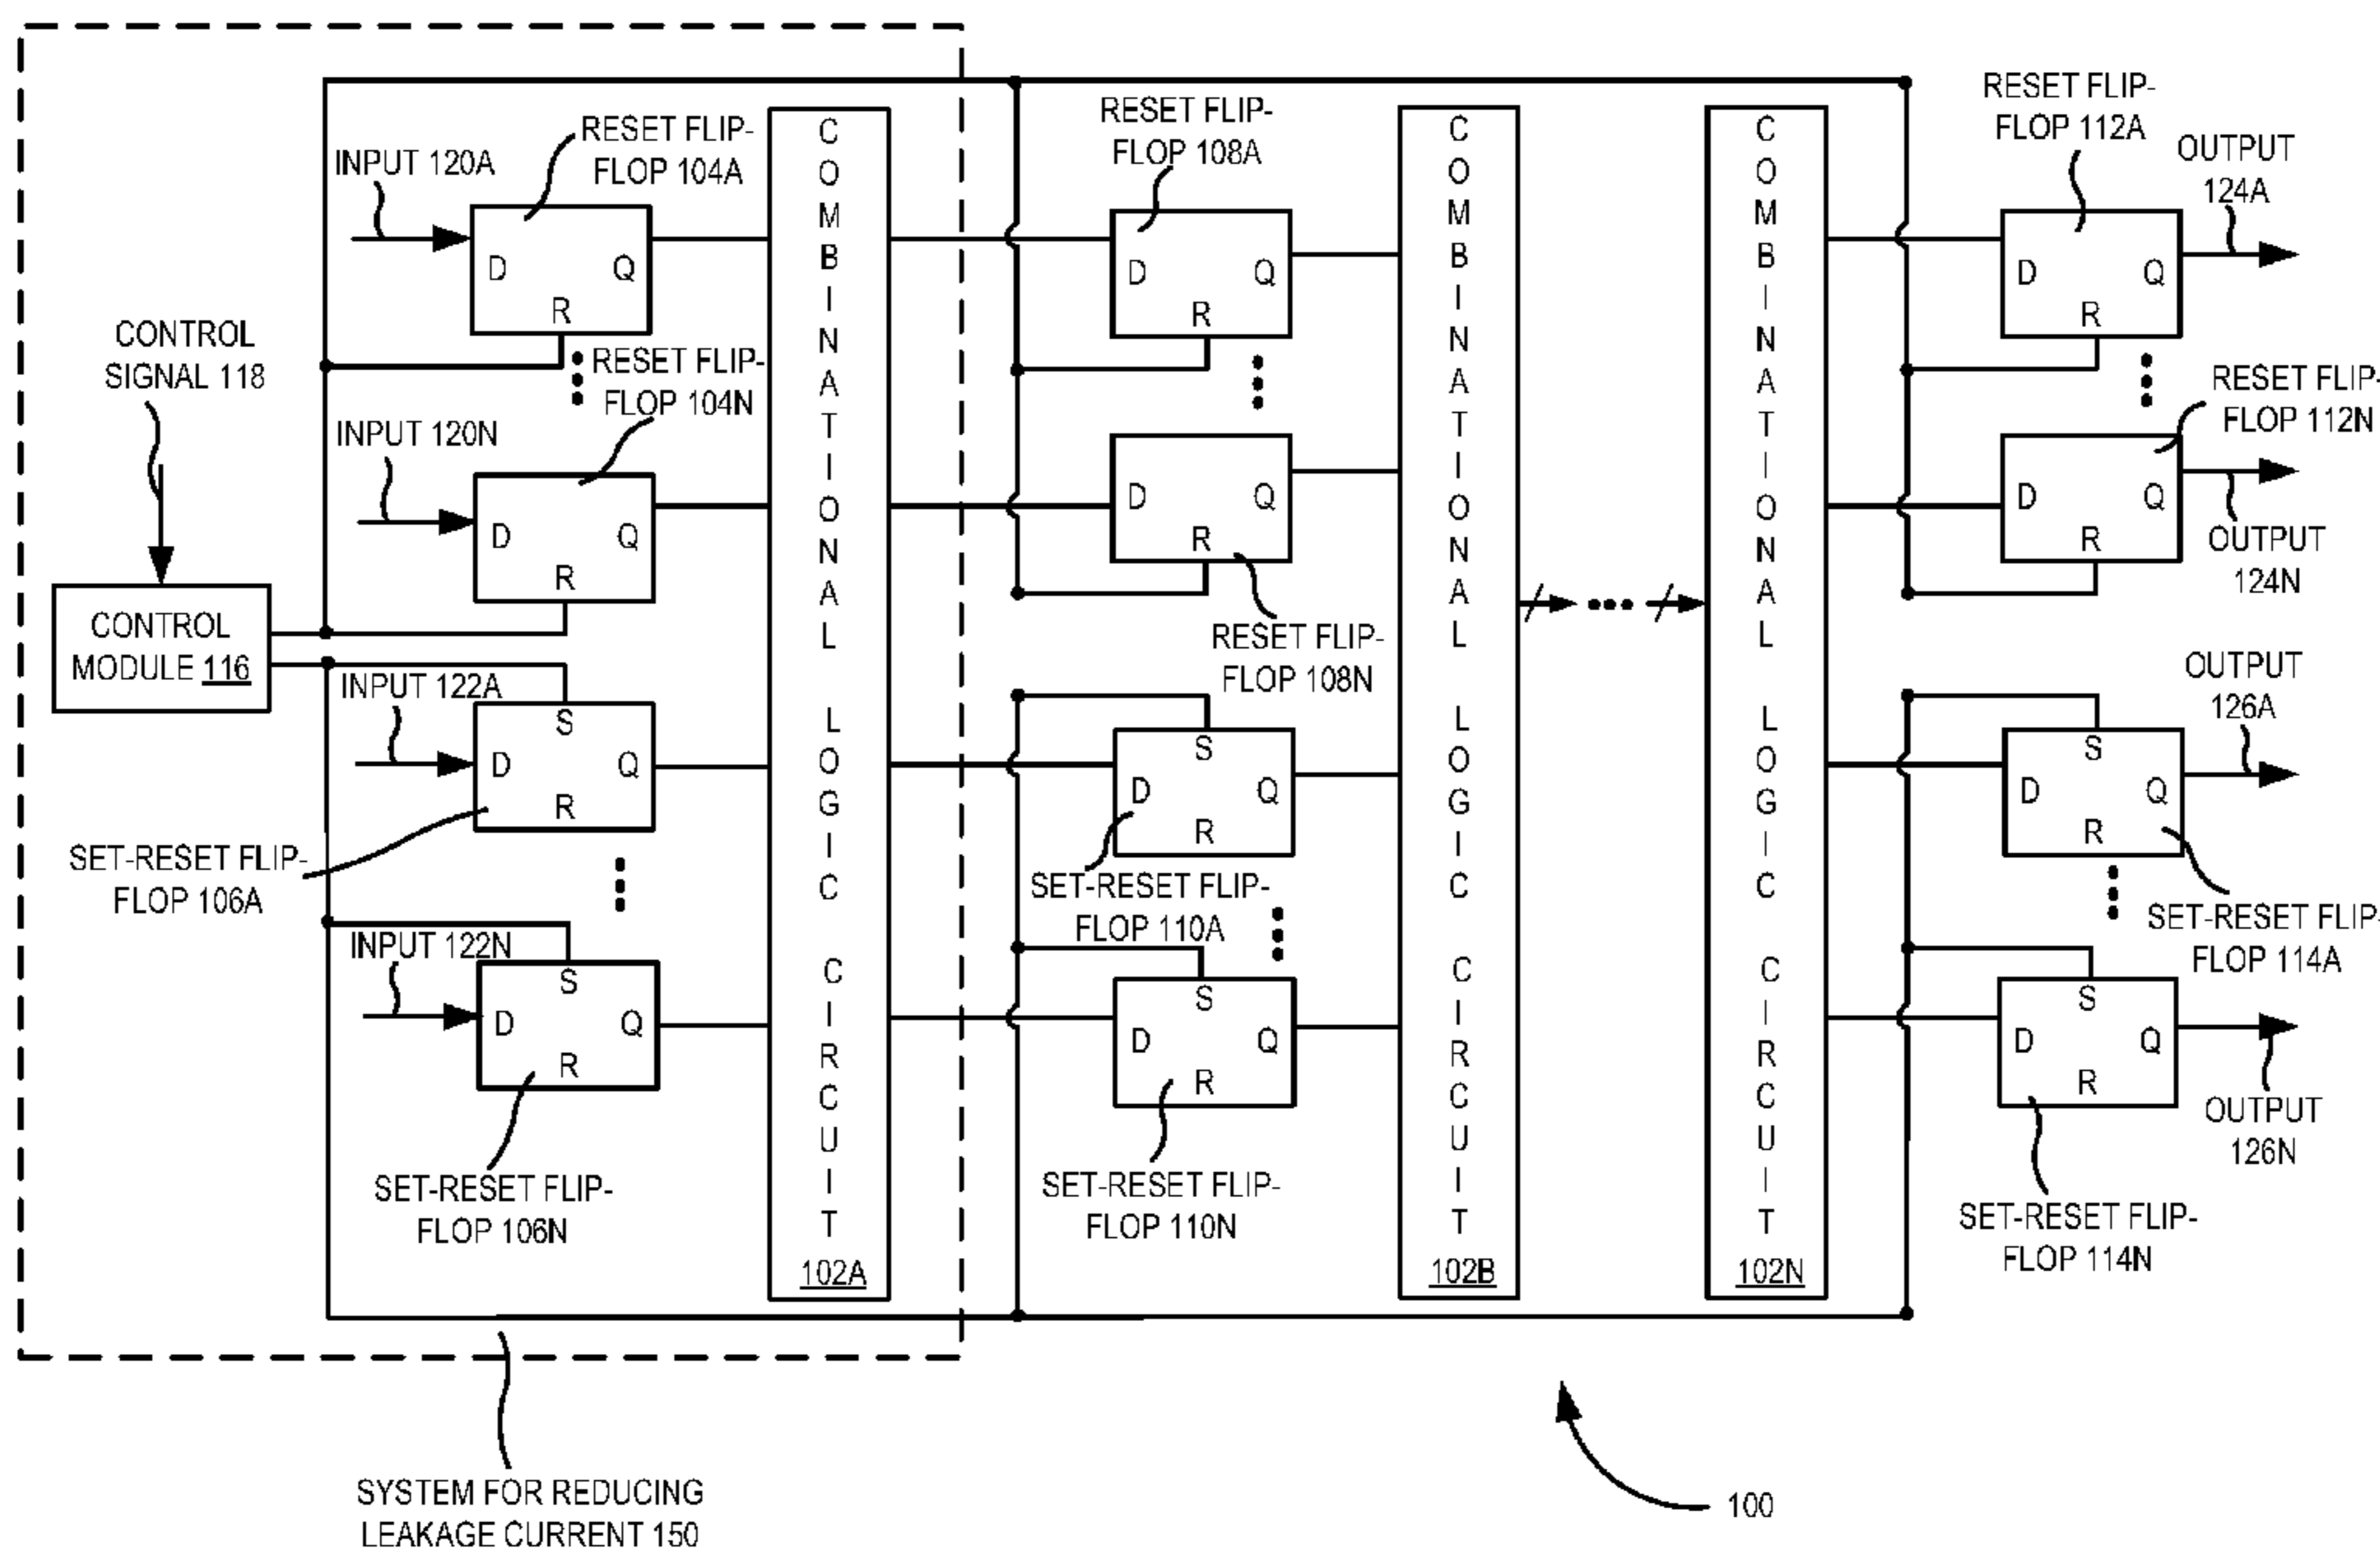 RESET FLIP-
FLOP 104A
INPUT 120A
D
Q
R
CONTROL
SIGNAL 118
RESET FLIP-
FLOP 104N
INPUT 120N
D
Q
R
CONTROL
MODULE 116
INPUT 122A
S
D
Q
R
SET-RESET FLIP-
FLOP 106A
INPUT 122N
S
D
Q
R
SET-RESET FLIP-
FLOP 106N
COMBINATIONAL LOGIC CIRCUIT
102A
RESET FLIP-
FLOP 108A
D
Q
R
D
Q
R
RESET FLIP-
FLOP 108N
S
D
Q
R
SET-RESET FLIP-
FLOP 110A
S
D
Q
R
SET-RESET FLIP-
FLOP 110N
COMBINATIONAL LOGIC CIRCUIT
102B
COMBINATIONAL LOGIC CIRCUIT
102N
RESET FLIP-
FLOP 112A
OUTPUT
124A
D
Q
R
RESET FLIP-
FLOP 112N
D
Q
R
OUTPUT
124N
OUTPUT
126A
S
D
Q
R
SET-RESET FLIP-
FLOP 114A
S
D
Q
R
OUTPUT
126N
SET-RESET FLIP-
FLOP 114N
SYSTEM FOR REDUCING
LEAKAGE CURRENT 150
100